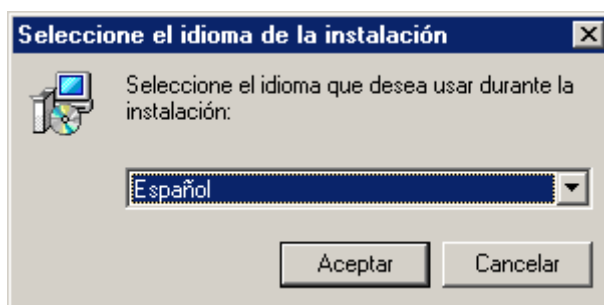 Seleccione el idioma de la instalación
Seleccione el idioma que desea usar durante la
instalación:
Español
Aceptar
Cancelar